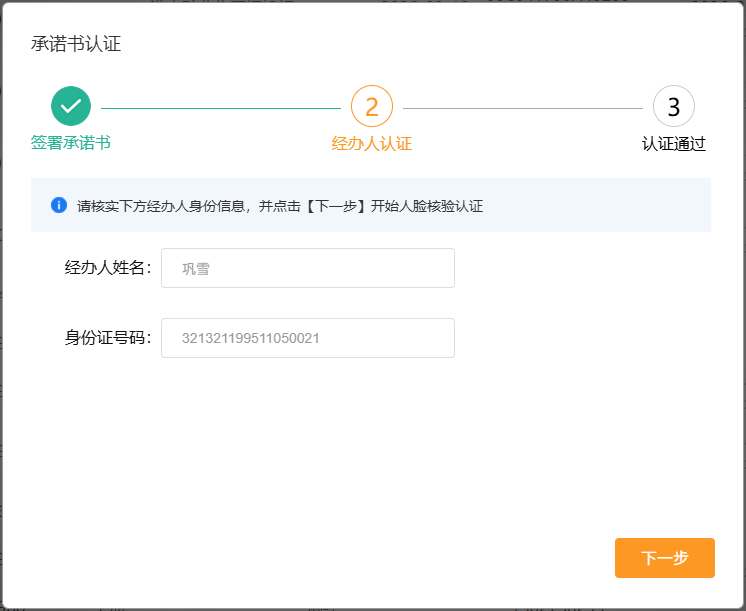 承诺书认证
2
3
签署承诺书
经办人认证
认证通过
请核实下方经办人身份信息，并点击【下一步】开始人脸核验认证
经办人姓名：
巩雪
身份证号码：
321321199511050021
下一步